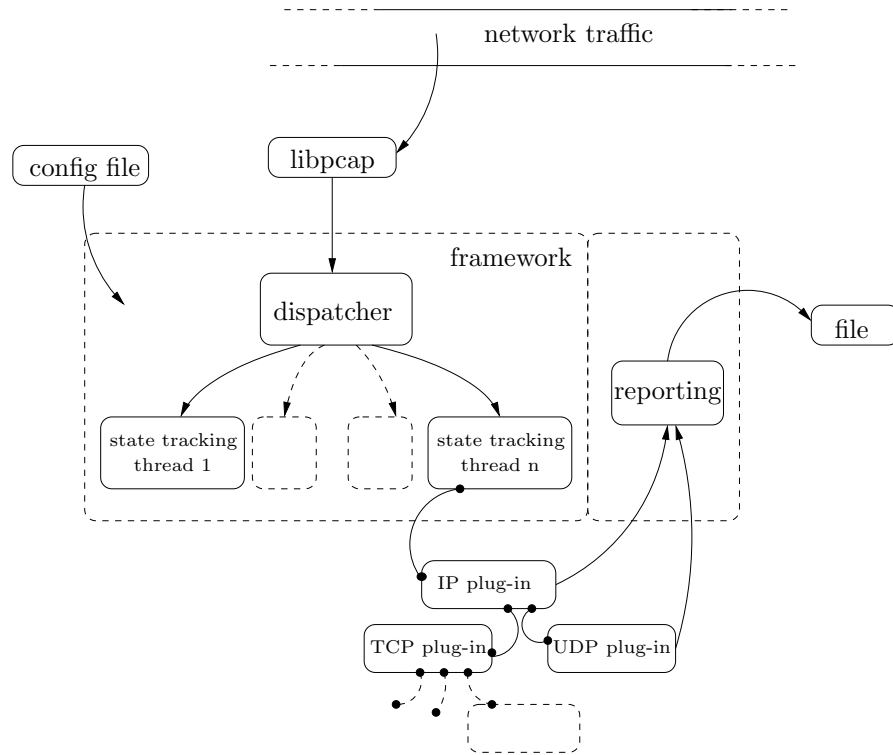 network traffic
config file
libpcap
framework
dispatcher
file
reporting
state tracking
thread 1
state tracking
thread n
IP plug-in
TCP plug-in
UDP plug-in